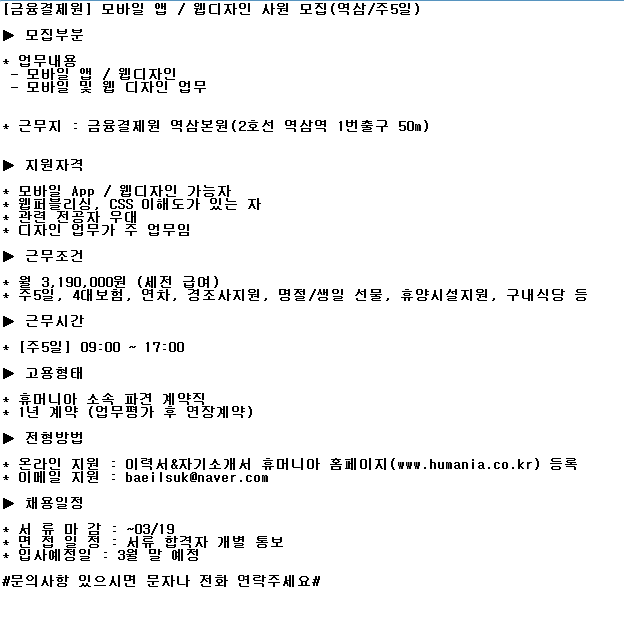 [금융결제원] 모바일 앱 / 웹디자인 사원 모집(역삼/주5일)
▶ 모집부분
* 업무내용
- 모바일 앱 / 웹디자인
- 모바일 및 웹 디자인 업무
* 근무지 : 금융결제원 역삼본원(2호선 역삼역 1번출구 50m)
▶ 지원자격
* 모바일 App / 웹디자인 가능자
* 웹퍼블리싱, CSS 이해도가 있는 자
* 관련 전공자 우대
* 디자인 업무가 주 업무임
▶ 근무조건
* 월 3,190,000원 (세전 급여)
* 주5일, 4대보험, 연차, 경조사지원, 명절/생일 선물, 휴양시설지원, 구내식당 등
▶ 근무시간
* [주5일] 09:00 ~ 17:00
▶ 고용형태
* 휴머니아 소속 파견 계약직
* 1년 계약 (업무평가 후 연장계약)
▶ 전형방법
* 온라인 지원 : 이력서&자기소개서 휴머니아 홈페이지(www.humania.co.kr) 등록
* 이메일 지원 : baeilsuk@naver.com
▶ 채용일정
* 서 류 마 감 : ~03/19
* 면 접 일 정 : 서류 합격자 개별 통보
* 입사예정일 : 3월 말 예정
#문의사항 있으시면 문자나 전화 연락주세요#